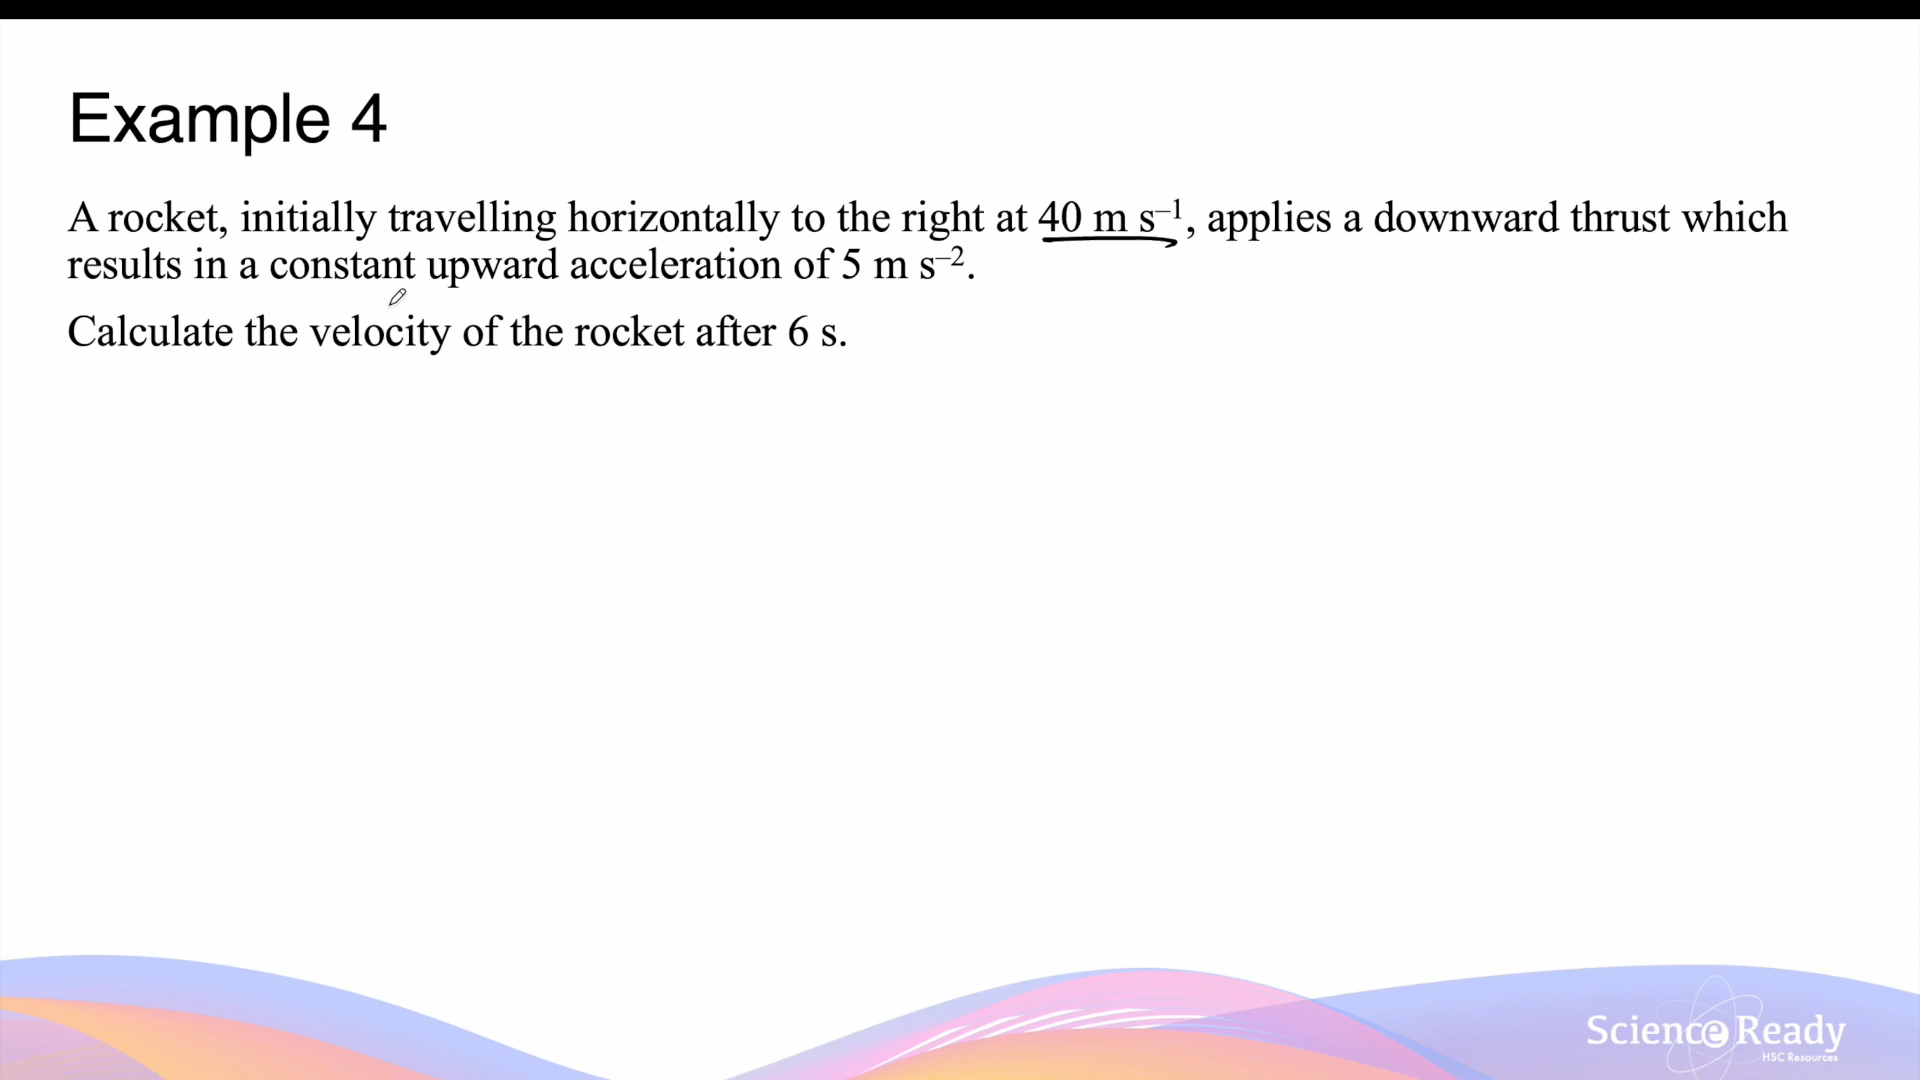 Example 4
A rocket, initially travelling horizontally to the right at 40 m s⁻¹, applies a downward thrust which
results in a constant upward acceleration of 5 m s⁻².
Calculate the velocity of the rocket after 6 s.
Science Ready
HSC Resources